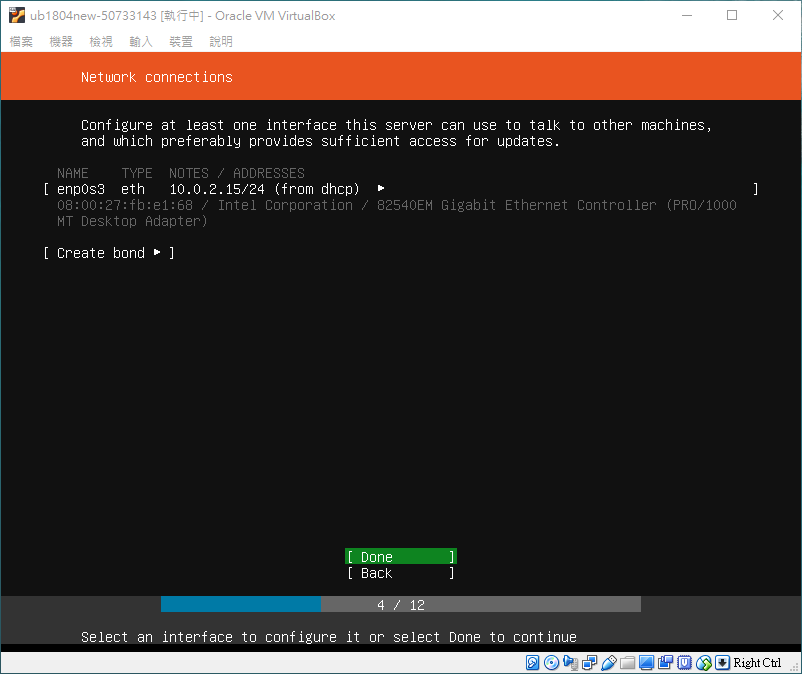 ub1804new-50733143 [執行中] - Oracle VM VirtualBox
檔案 機器 檢視 輸入 裝置 說明
Network connections
Configure at least one interface this server can use to talk to other machines,
and which preferably provides sufficient access for updates.
NAME TYPE NOTES / ADDRESSES
[ enp0s3 eth 10.0.2.15/24 (from dhcp) ▸ ]
08:00:27:fb:e1:68 / Intel Corporation / 82540EM Gigabit Ethernet Controller (PRO/1000
MT Desktop Adapter)
[ Create bond ▸ ]
[ Done ]
[ Back ]
4 / 12
Select an interface to configure it or select Done to continue
Right Ctrl